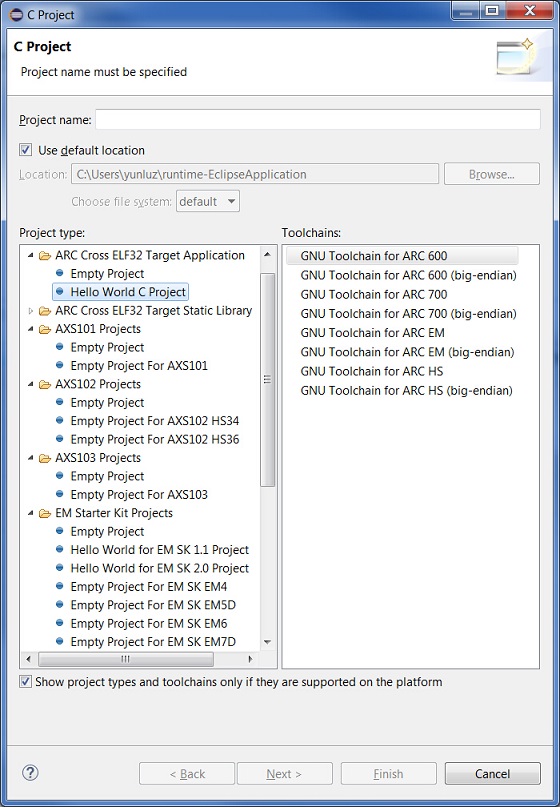 C Project
C Project
Project name must be specified
Project name:
Use default location
Location: C:\Users\yunluz\runtime-EclipseApplication Browse...
Choose file system: default
Project type:
ARC Cross ELF32 Target Application
Empty Project
Hello World C Project
ARC Cross ELF32 Target Static Library
AXS101 Projects
Empty Project
Empty Project For AXS101
AXS102 Projects
Empty Project
Empty Project For AXS102 HS34
Empty Project For AXS102 HS36
AXS103 Projects
Empty Project
Empty Project For AXS103
EM Starter Kit Projects
Empty Project
Hello World for EM SK 1.1 Project
Hello World for EM SK 2.0 Project
Empty Project For EM SK EM4
Empty Project For EM SK EM5D
Empty Project For EM SK EM6
Empty Project For EM SK EM7D
Toolchains:
GNU Toolchain for ARC 600
GNU Toolchain for ARC 600 (big-endian)
GNU Toolchain for ARC 700
GNU Toolchain for ARC 700 (big-endian)
GNU Toolchain for ARC EM
GNU Toolchain for ARC EM (big-endian)
GNU Toolchain for ARC HS
GNU Toolchain for ARC HS (big-endian)
Show project types and toolchains only if they are supported on the platform
? < Back Next > Finish Cancel